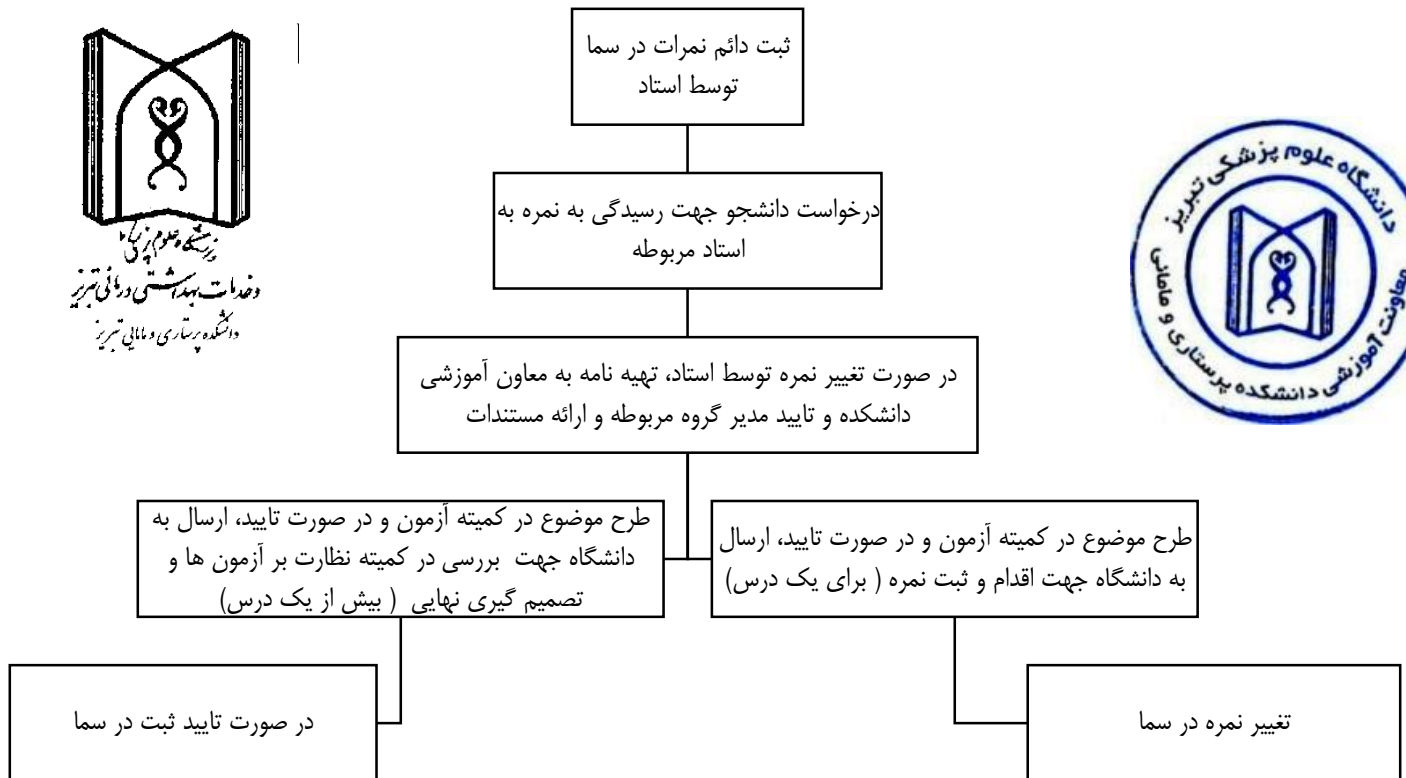 ثبت دائم نمرات در سما
توسط استاد
دانشگاه علوم پزشکی
و خدمات بهداشتی درمانی تبریز
دانشکده پرستاری و مامایی تبریز
دانشگاه علوم پزشکی تبریز
معاونت آموزشی دانشکده پرستاری و مامائی
درخواست دانشجو جهت رسیدگی به نمره به
استاد مربوطه
در صورت تغییر نمره توسط استاد، تهیه نامه به معاون آموزشی
دانشکده و تایید مدیر گروه مربوطه و ارائه مستندات
طرح موضوع در کمیته آزمون و در صورت تایید، ارسال
به دانشگاه جهت اقدام و ثبت نمره ( برای یک درس)
طرح موضوع در کمیته آزمون و در صورت تایید، ارسال به
دانشگاه جهت بررسی در کمیته نظارت بر آزمون ها و
تصمیم گیری نهایی ( بیش از یک درس)
تغییر نمره در سما
در صورت تایید ثبت در سما